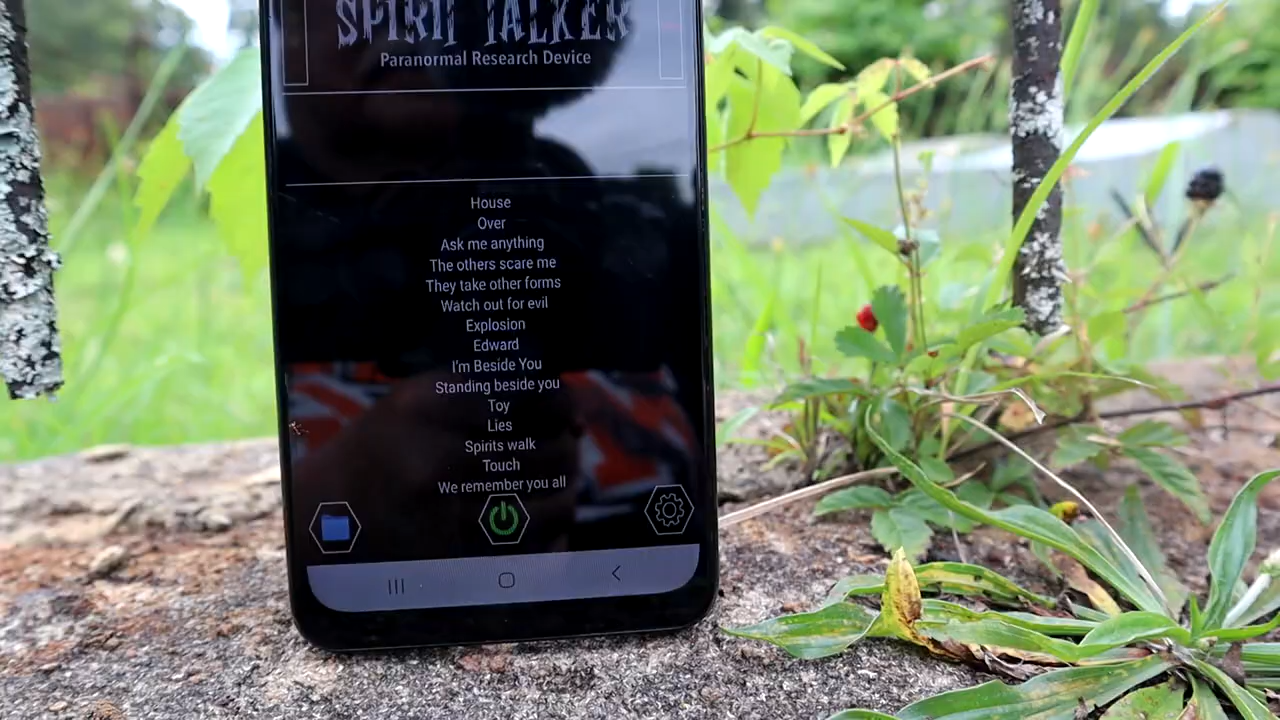 SPIRIT TALKER
Paranormal Research Device
House
Over
Ask me anything
The others scare me
They take other forms
Watch out for evil
Explosion
Edward
I'm Beside You
Standing beside you
Toy
Lies
Spirits walk
Touch
We remember you all